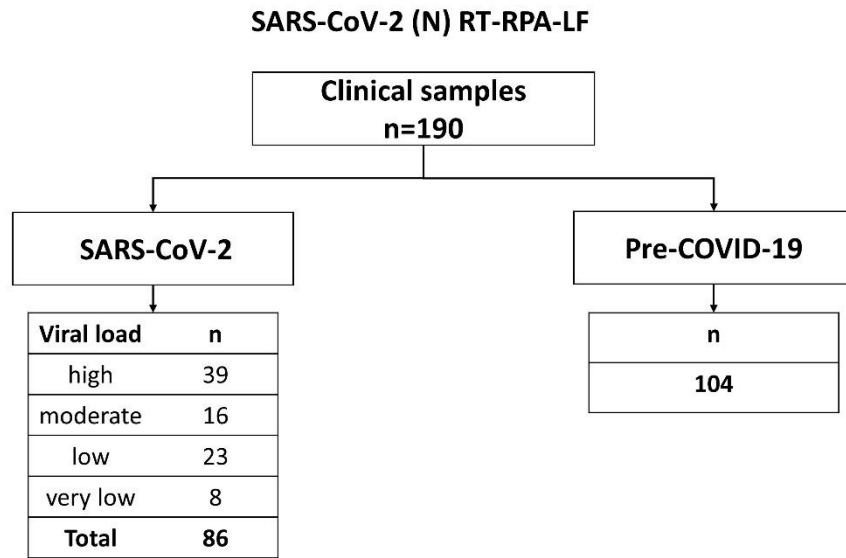 SARS-CoV-2 (N) RT-RPA-LF
Clinical samples
n=190
SARS-CoV-2
Pre-COVID-19
Viral load n
high 39
moderate 16
low 23
very low 8
Total 86
n
104